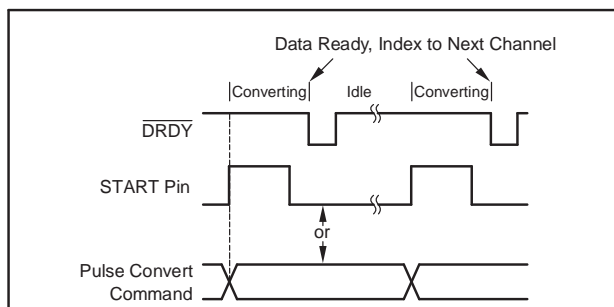 Data Ready, Index to Next Channel
Converting Idle Converting
DRDY
START Pin
or
Pulse Convert
Command